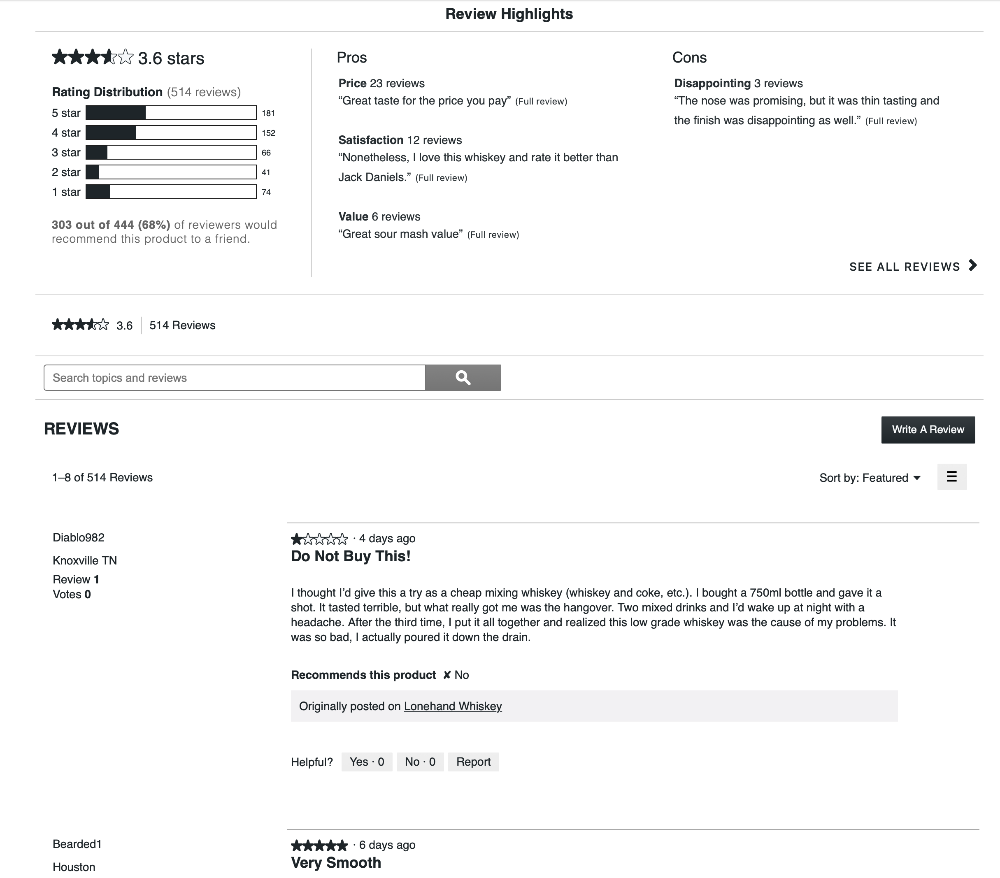 Review Highlights
3.6 stars
Rating Distribution (514 reviews)
5 star 181
4 star 152
3 star 66
2 star 41
1 star 74
303 out of 444 (68%) of reviewers would
recommend this product to a friend.
Pros
Price 23 reviews
“Great taste for the price you pay” (Full review)
Satisfaction 12 reviews
“Nonetheless, I love this whiskey and rate it better than
Jack Daniels.” (Full review)
Value 6 reviews
“Great sour mash value” (Full review)
Cons
Disappointing 3 reviews
“The nose was promising, but it was thin tasting and
the finish was disappointing as well.” (Full review)
SEE ALL REVIEWS
3.6 514 Reviews
Search topics and reviews
REVIEWS
Write A Review
1–8 of 514 Reviews
Sort by: Featured
Diablo982
Knoxville TN
Review 1
Votes 0
· 4 days ago
Do Not Buy This!
I thought I’d give this a try as a cheap mixing whiskey (whiskey and coke, etc.). I bought a 750ml bottle and gave it a
shot. It tasted terrible, but what really got me was the hangover. Two mixed drinks and I’d wake up at night with a
headache. After the third time, I put it all together and realized this low grade whiskey was the cause of my problems. It
was so bad, I actually poured it down the drain.
Recommends this product ✘ No
Originally posted on Lonehand Whiskey
Helpful? Yes · 0 No · 0 Report
Bearded1
Houston
· 6 days ago
Very Smooth